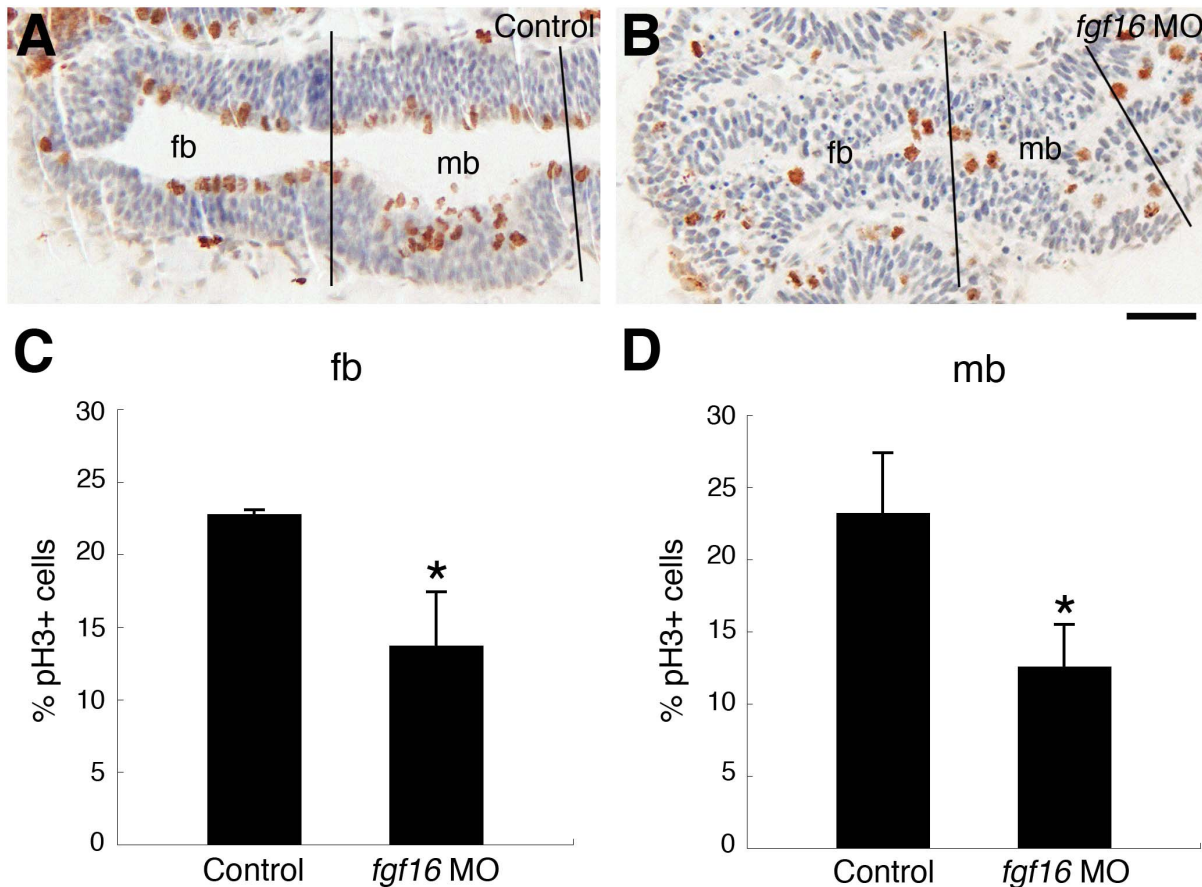 A
Control
fb
mb
B
fgf16 MO
fb
mb
C
fb
% pH3+ cells
30
25
20
15
10
5
0
*
Control
fgf16 MO
D
mb
% pH3+ cells
30
25
20
15
10
5
0
*
Control
fgf16 MO